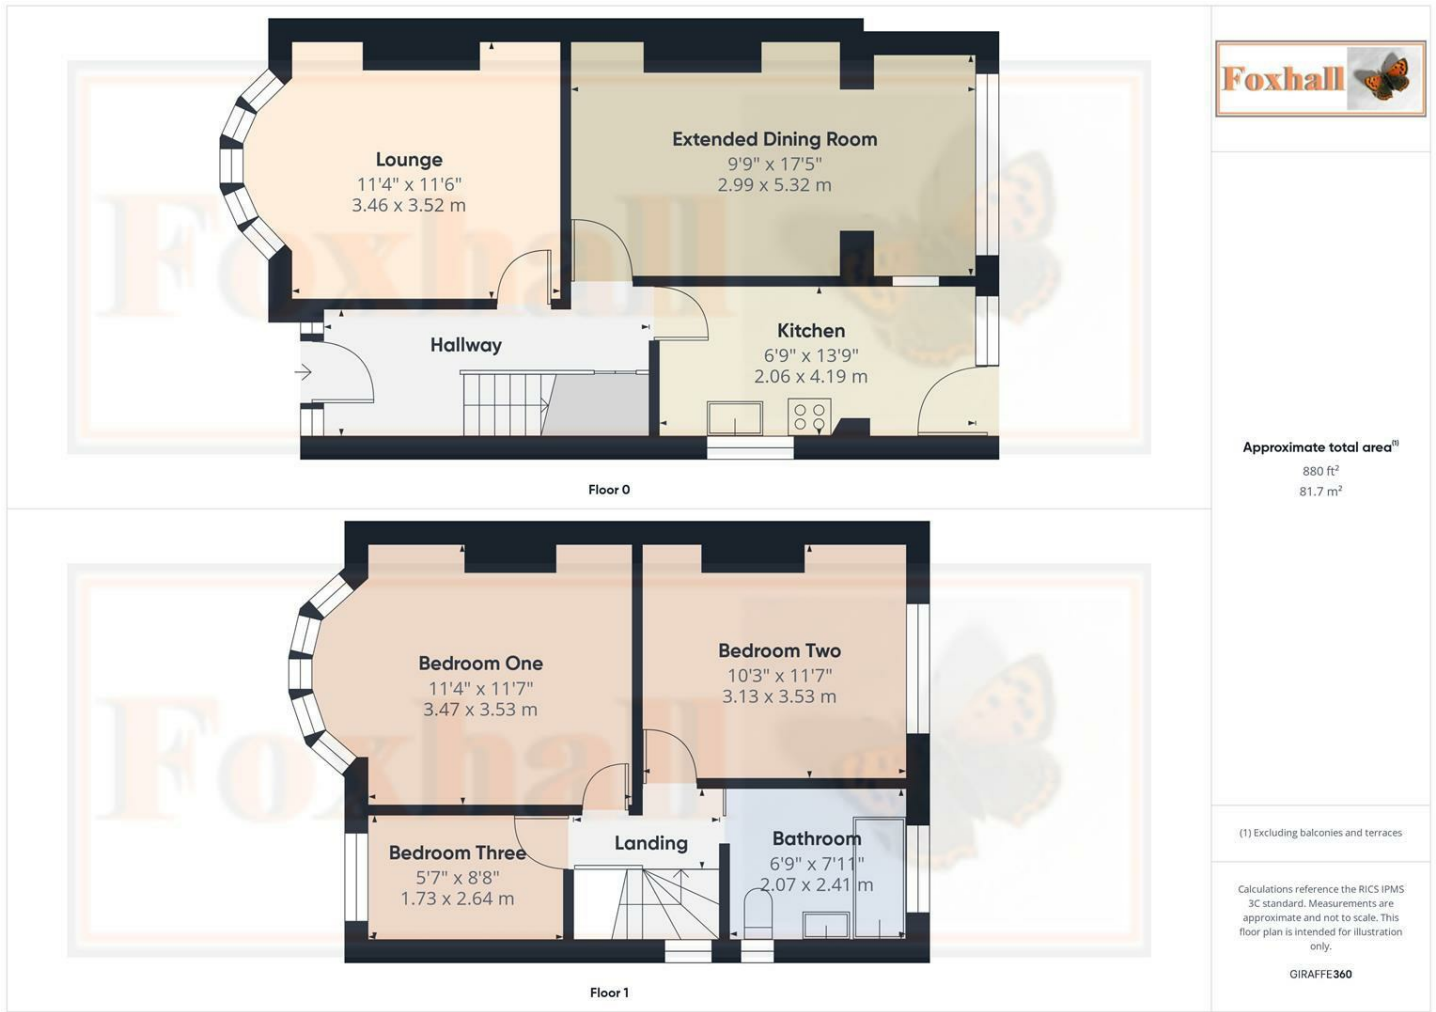 Foxhall
Lounge
11'4" x 11'6"
3.46 x 3.52 m
Extended Dining Room
9'9" x 17'5"
2.99 x 5.32 m
Hallway
Kitchen
6'9" x 13'9"
2.06 x 4.19 m
Foxhall
Floor 0
Bedroom One
11'4" x 11'7"
3.47 x 3.53 m
Bedroom Two
10'3" x 11'7"
3.13 x 3.53 m
Bedroom Three
5'7" x 8'8"
1.73 x 2.64 m
Landing
Bathroom
6'9" x 7'11"
2.07 x 2.41 m
Foxhall
Floor 1
Approximate total area(1)
880 ft²
81.7 m²
(1) Excluding balconies and terraces
Calculations reference the RICS IPMS
3C standard. Measurements are
approximate and not to scale. This
floor plan is intended for illustration
only.
GIRAFFE360